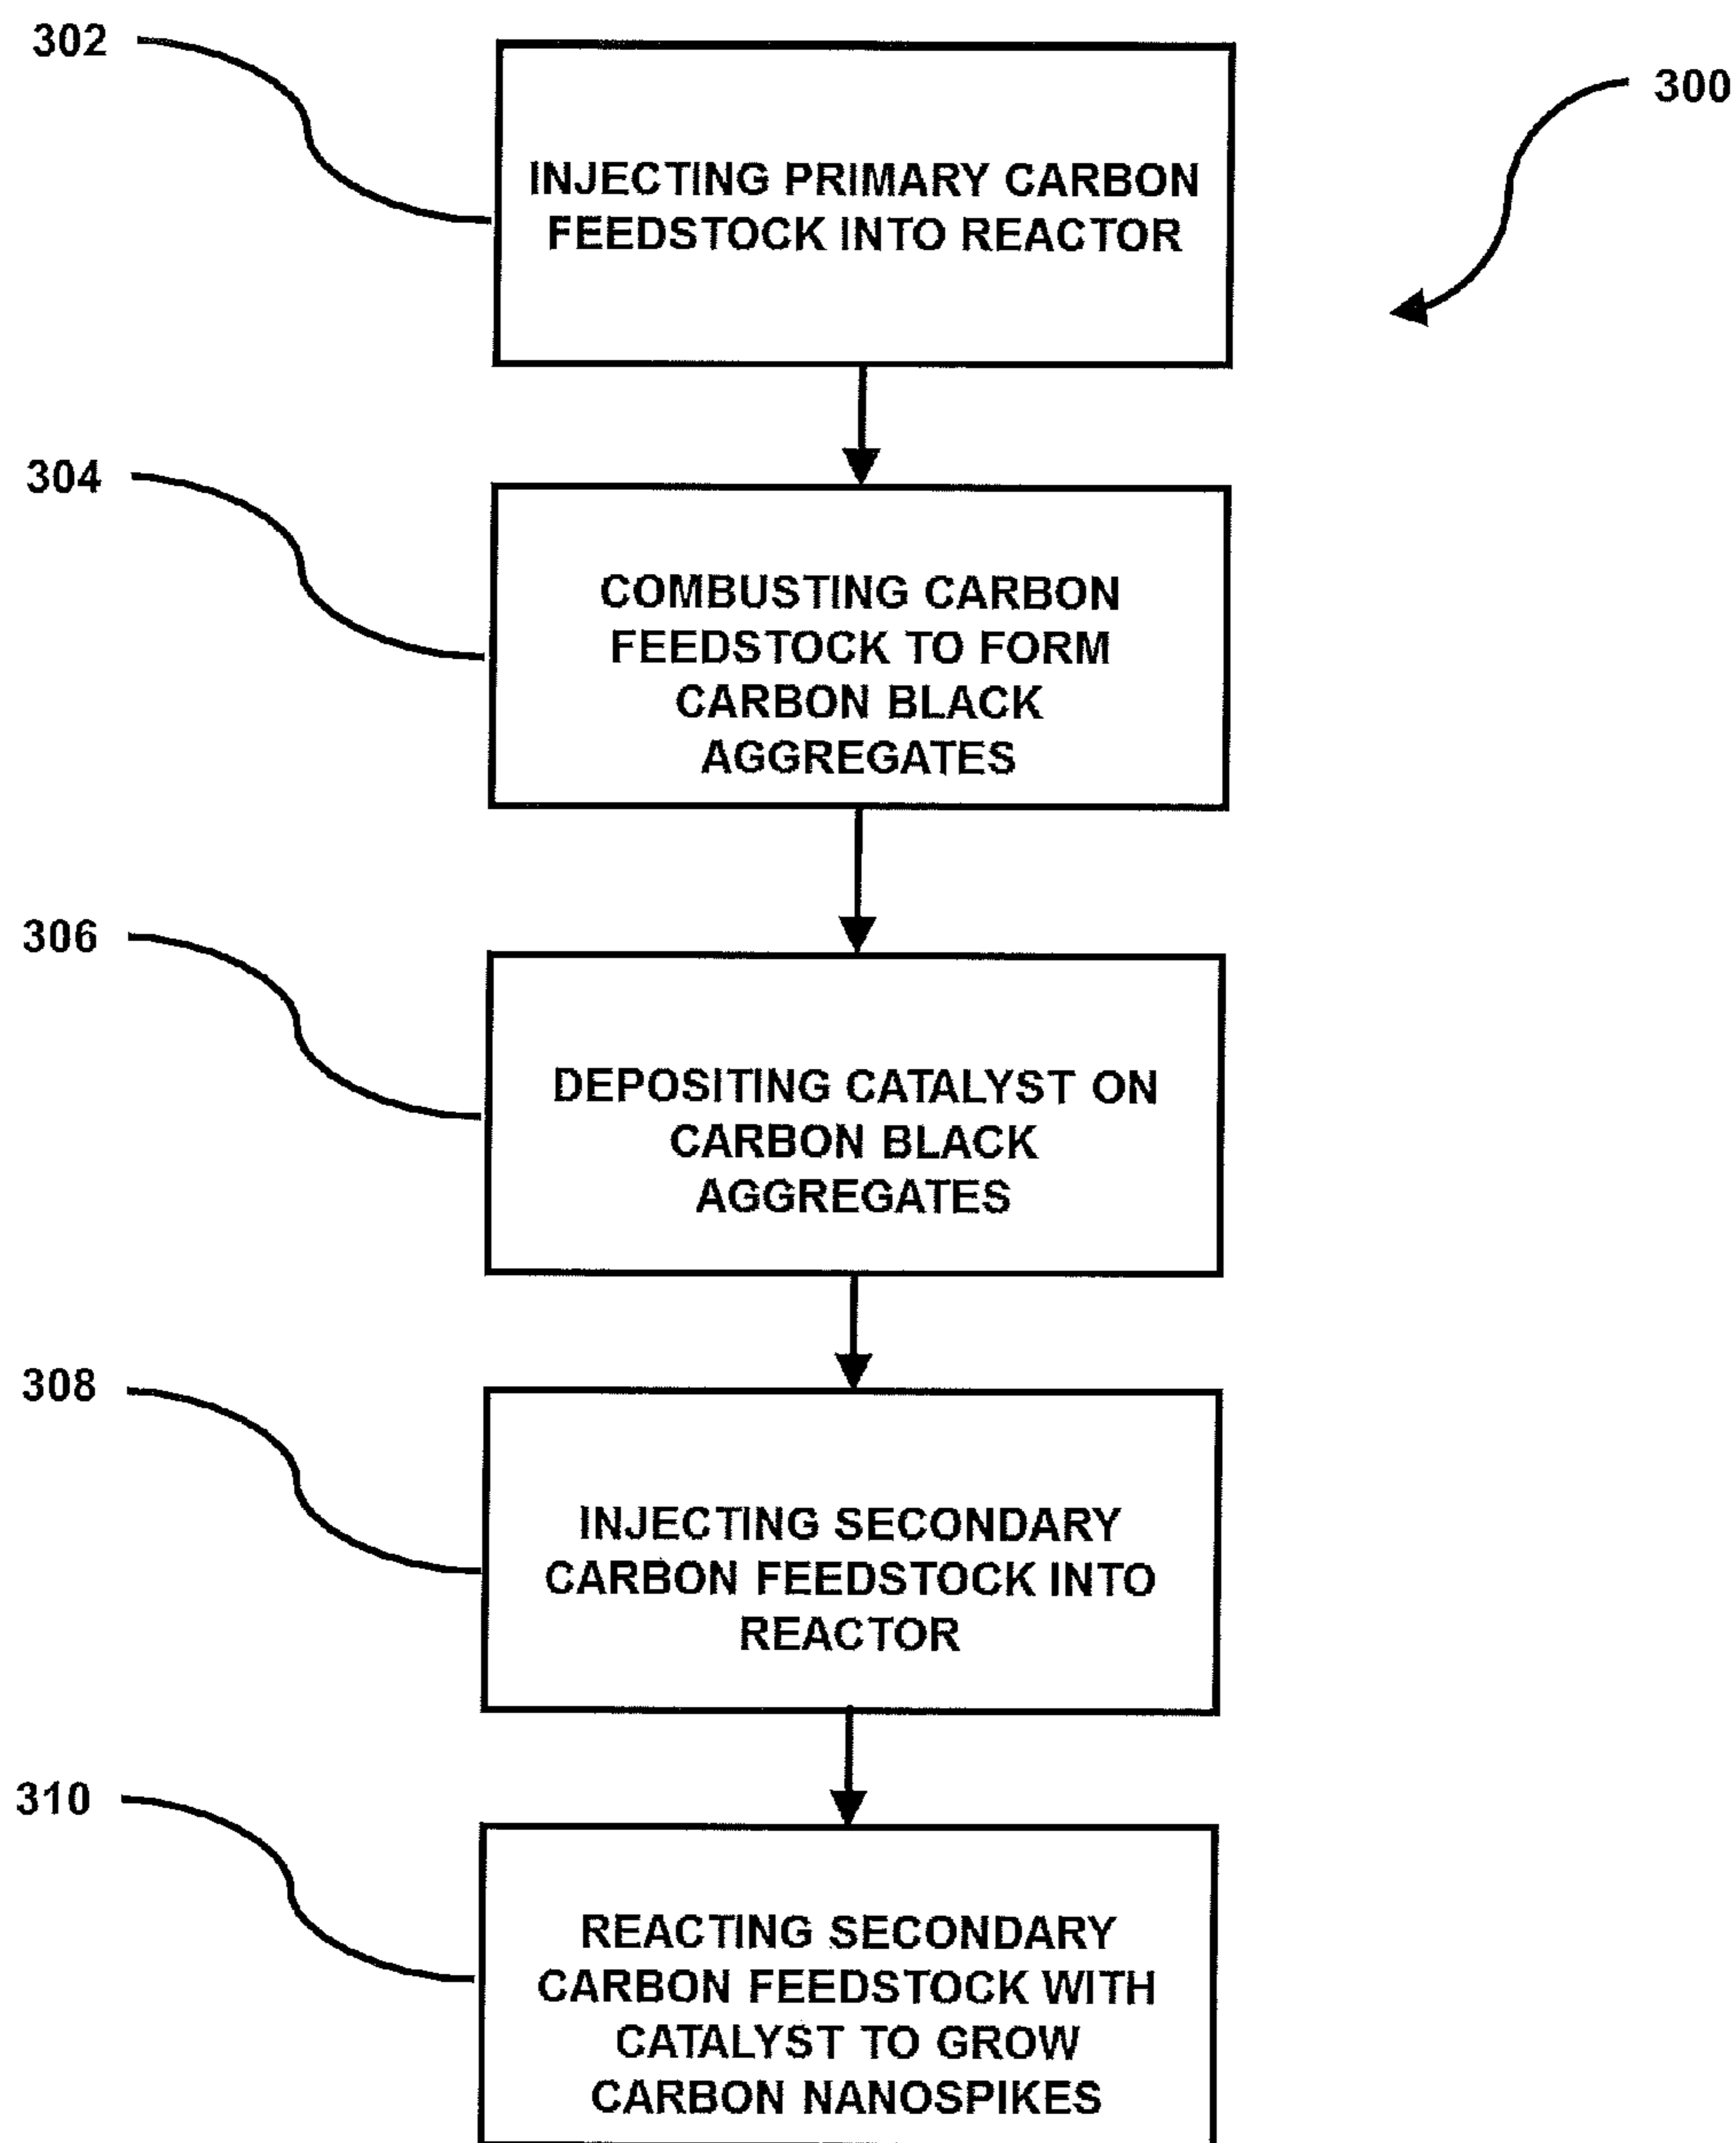 302
300
INJECTING PRIMARY CARBON
FEEDSTOCK INTO REACTOR
304
COMBUSTING CARBON
FEEDSTOCK TO FORM
CARBON BLACK
AGGREGATES
306
DEPOSITING CATALYST ON
CARBON BLACK
AGGREGATES
308
INJECTING SECONDARY
CARBON FEEDSTOCK INTO
REACTOR
310
REACTING SECONDARY
CARBON FEEDSTOCK WITH
CATALYST TO GROW
CARBON NANOSPIKES